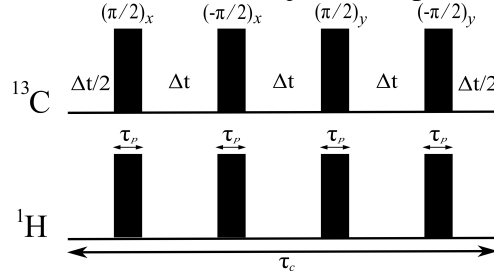 (π/2)x (-π/2)x (π/2)y (-π/2)y
¹³C Δt/2 Δt Δt Δt Δt/2
τp τp τp τp
¹H
τc